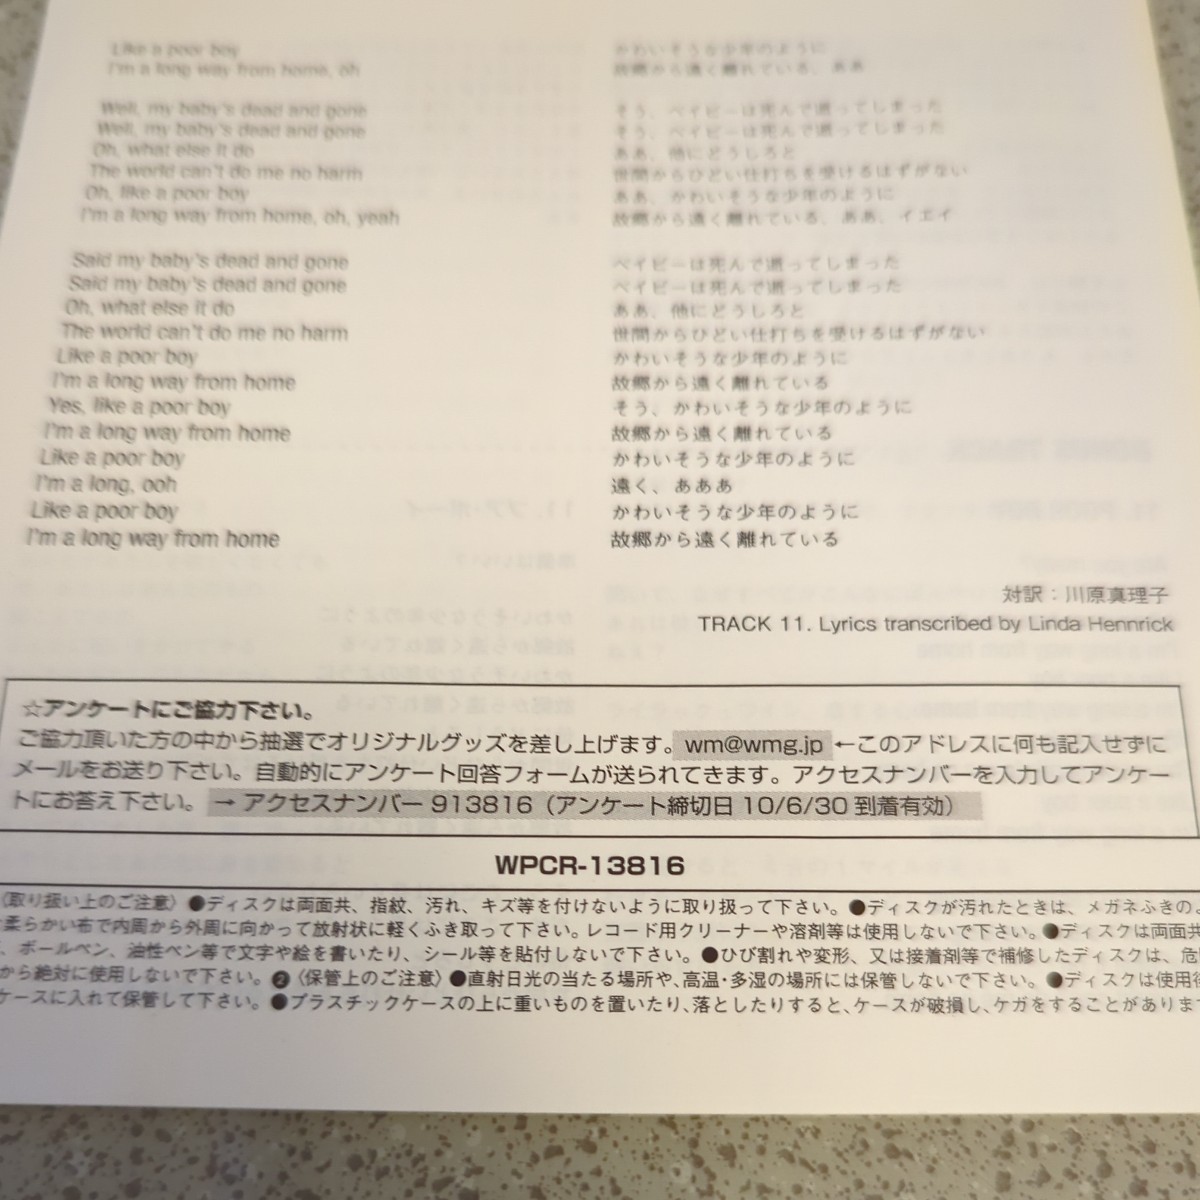 Like a poor boy
I'm a long way from home, oh
Well, my baby's dead and gone
Well, my baby's dead and gone
Oh, what else it do
The world can't do me no harm
Oh, like a poor boy
I'm a long way from home, oh, yeah
Said my baby's dead and gone
Said my baby's dead and gone
Oh, what else it do
The world can't do me no harm
Like a poor boy
I'm a long way from home
Yes, like a poor boy
I'm a long way from home
Like a poor boy
I'm a long, ooh
Like a poor boy
I'm a long way from home
かわいそうな少年のように
故郷から遠く離れている、ああ
そう、ベイビーは死んで逝ってしまった
そう、ベイビーは死んで逝ってしまった
ああ、他にどうしろと
世間からひどい仕打ちを受けるはずがない
ああ、かわいそうな少年のように
故郷から遠く離れている、ああ、イエイ
ベイビーは死んで逝ってしまった
ベイビーは死んで逝ってしまった
ああ、他にどうしろと
世間からひどい仕打ちを受けるはずがない
かわいそうな少年のように
故郷から遠く離れている
そう、かわいそうな少年のように
故郷から遠く離れている
かわいそうな少年のように
遠く、あああ
かわいそうな少年のように
故郷から遠く離れている
対訳：川原真理子
TRACK 11. Lyrics transcribed by Linda Hennrick
☆アンケートにご協力下さい。
ご協力頂いた方の中から抽選でオリジナルグッズを差し上げます。wm@wmg.jp ←このアドレスに何も記入せずに
メールをお送り下さい。自動的にアンケート回答フォームが送られてきます。アクセスナンバーを入力してアンケー
トにお答え下さい。→ アクセスナンバー 913816（アンケート締切日 10/6/30 到着有効）
WPCR-13816
〈取り扱い上のご注意〉●ディスクは両面共、指紋、汚れ、キズ等を付けないように取り扱って下さい。●ディスクが汚れたときは、メガネふきの
柔らかい布で内周から外周に向かって放射状に軽くふき取って下さい。レコード用クリーナーや溶剤等は使用しないで下さい。●ディスクは両面共
、ボールペン、油性ペン等で文字や絵を書いたり、シール等を貼付しないで下さい。●ひび割れや変形、又は接着剤等で補修したディスクは、危
から絶対に使用しないで下さい。❷〈保管上のご注意〉●直射日光の当たる場所や、高温・多湿の場所には保管しないで下さい。●ディスクは使用後
ケースに入れて保管して下さい。●プラスチックケースの上に重いものを置いたり、落としたりすると、ケースが破損し、ケガをすることがありま